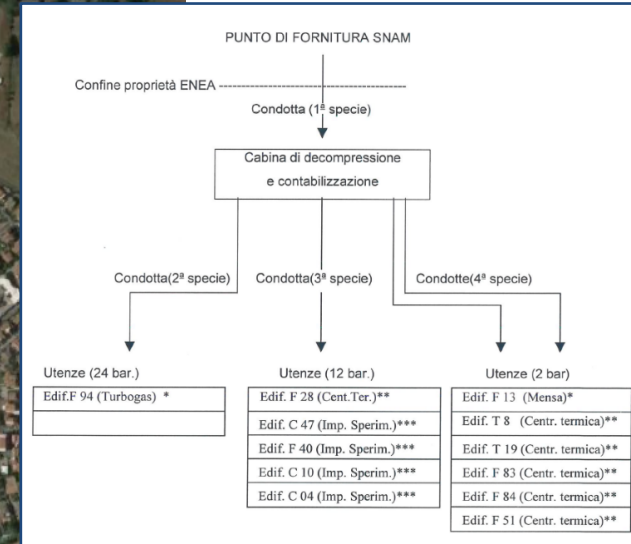 PUNTO DI FORNITURA SNAM
Confine proprietà ENEA
Condotta (1ª specie)
Cabina di decompressione
e contabilizzazione
Condotta(2ª specie)
Condotta(3ª specie)
Condotte(4ª specie)
Utenze (24 bar.)
Edif.F 94 (Turbogas) *
Utenze (12 bar.)
Edif. F 28 (Cent.Ter.)**
Edif. C 47 (Imp. Sperim.)***
Edif. F 40 (Imp. Sperim.)***
Edif. C 10 (Imp. Sperim.)***
Edif. C 04 (Imp. Sperim.)***
Utenze (2 bar)
Edif. F 13 (Mensa)*
Edif. T 8 (Centr. termica)**
Edif. T 19 (Centr. termica)**
Edif. F 83 (Centr. termica)**
Edif. F 84 (Centr. termica)**
Edif. F 51 (Centr. termica)**